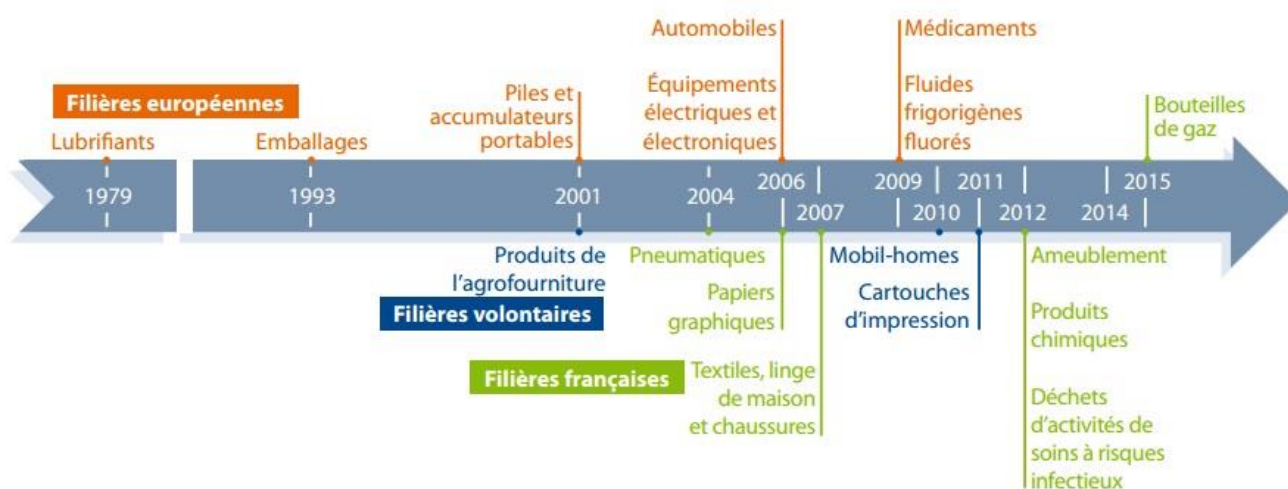 Automobiles
Médicaments
Filières européennes
Piles et
accumulateurs
portables
Équipements
électriques et
électroniques
Fluides
frigorigènes
fluorés
Bouteilles
de gaz
Lubrifiants
Emballages
1979
1993
2001
2004
2006
2007
2009
2010
2011
2012
2014
2015
Produits de
l'agrofourniture
Filières volontaires
Pneumatiques
Papiers
graphiques
Mobil-homes
Cartouches
d'impression
Ameublement
Produits
chimiques
Filières françaises
Textiles, linge
de maison
et chaussures
Déchets
d'activités de
soins à risques
infectieux